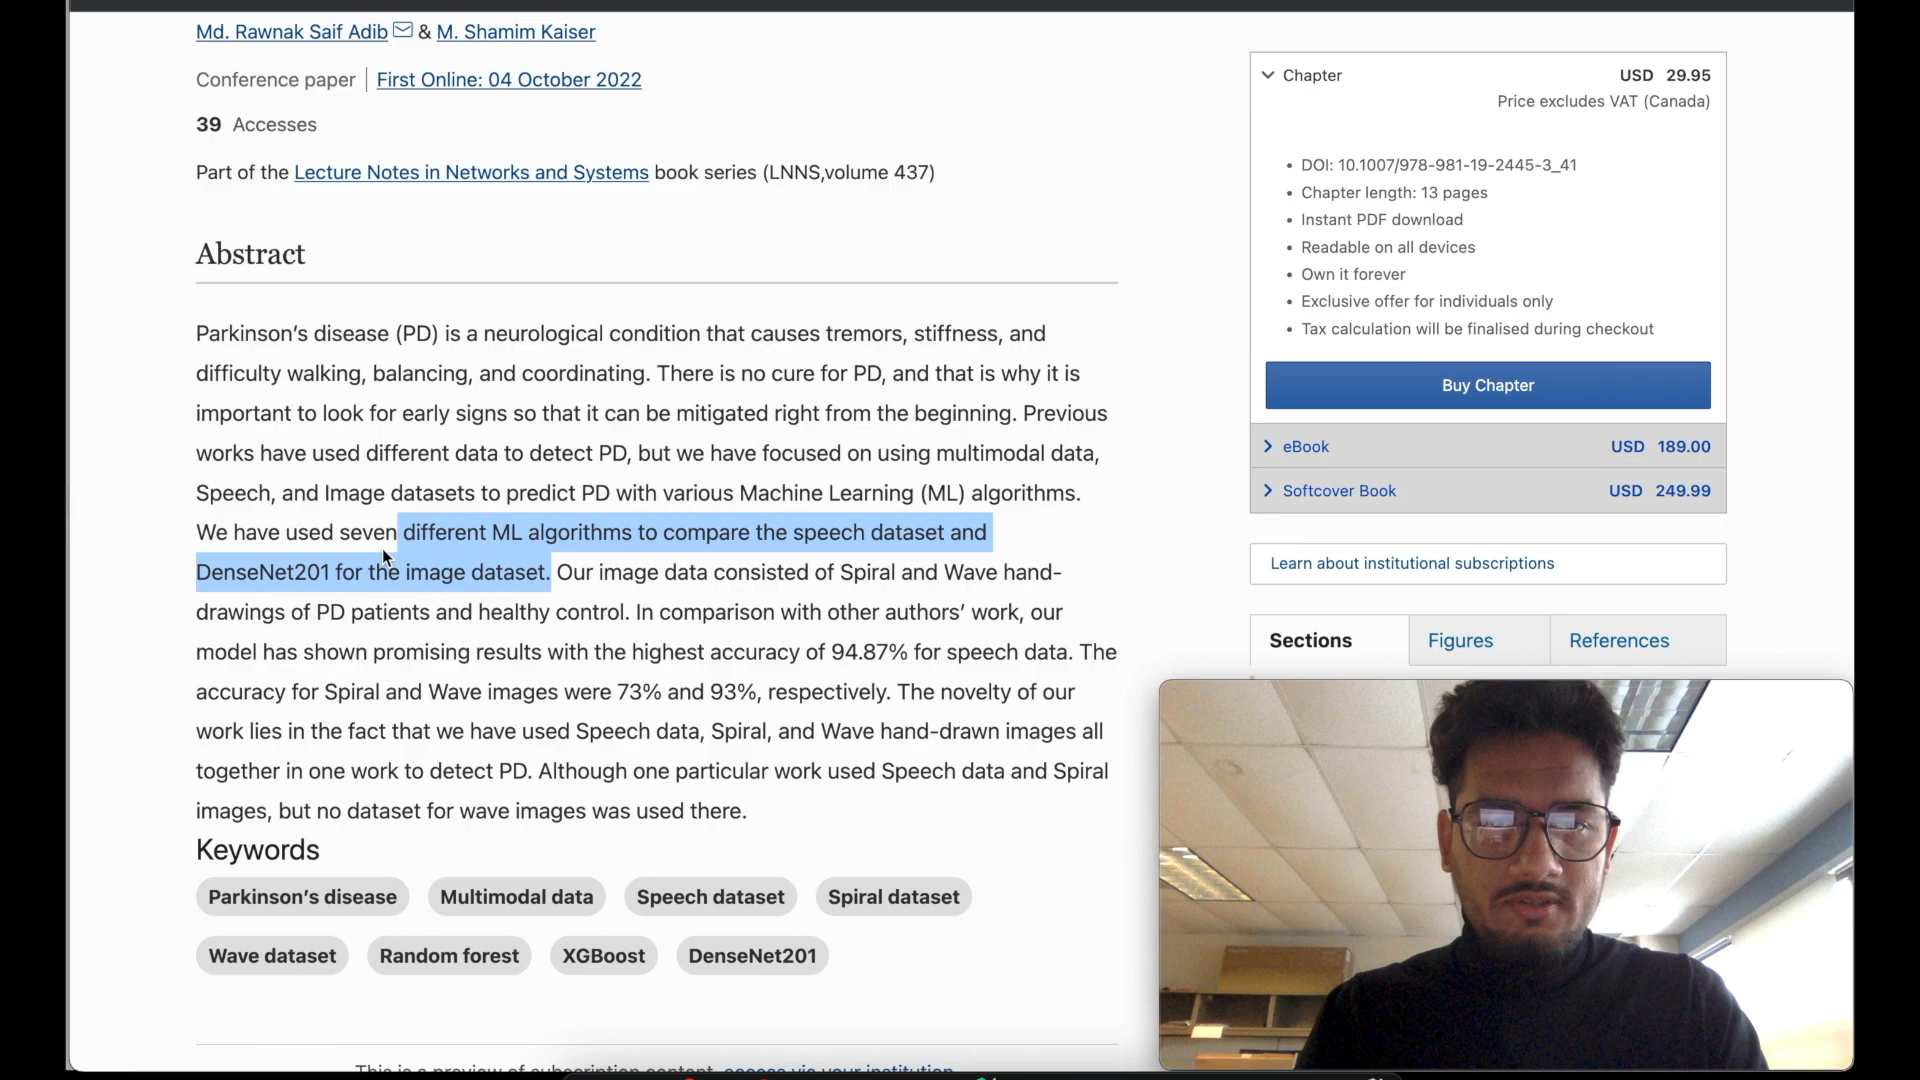 Md. Rawnak Saif Adib & M. Shamim Kaiser
Conference paper | First Online: 04 October 2022
39 Accesses
Part of the Lecture Notes in Networks and Systems book series (LNNS,volume 437)
Abstract
Parkinson’s disease (PD) is a neurological condition that causes tremors, stiffness, and
difficulty walking, balancing, and coordinating. There is no cure for PD, and that is why it is
important to look for early signs so that it can be mitigated right from the beginning. Previous
works have used different data to detect PD, but we have focused on using multimodal data,
Speech, and Image datasets to predict PD with various Machine Learning (ML) algorithms.
We have used seven different ML algorithms to compare the speech dataset and
DenseNet201 for the image dataset. Our image data consisted of Spiral and Wave hand-
drawings of PD patients and healthy control. In comparison with other authors’ work, our
model has shown promising results with the highest accuracy of 94.87% for speech data. The
accuracy for Spiral and Wave images were 73% and 93%, respectively. The novelty of our
work lies in the fact that we have used Speech data, Spiral, and Wave hand-drawn images all
together in one work to detect PD. Although one particular work used Speech data and Spiral
images, but no dataset for wave images was used there.
Keywords
Parkinson’s disease Multimodal data Speech dataset Spiral dataset
Wave dataset Random forest XGBoost DenseNet201
This is a preview of subscription content, access via your institution
Chapter USD 29.95
Price excludes VAT (Canada)
• DOI: 10.1007/978-981-19-2445-3_41
• Chapter length: 13 pages
• Instant PDF download
• Readable on all devices
• Own it forever
• Exclusive offer for individuals only
• Tax calculation will be finalised during checkout
Buy Chapter
eBook USD 189.00
Softcover Book USD 249.99
Learn about institutional subscriptions
Sections Figures References